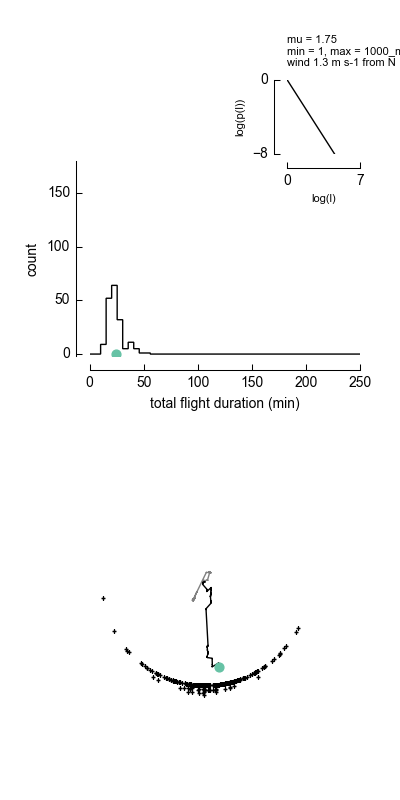 mu = 1.75
min = 1, max = 1000_m
wind 1.3 m s-1 from N
0
log(p(l))
−8
0 7
log(l)
150
100
count
50
0
0 50 100 150 200 250
total flight duration (min)